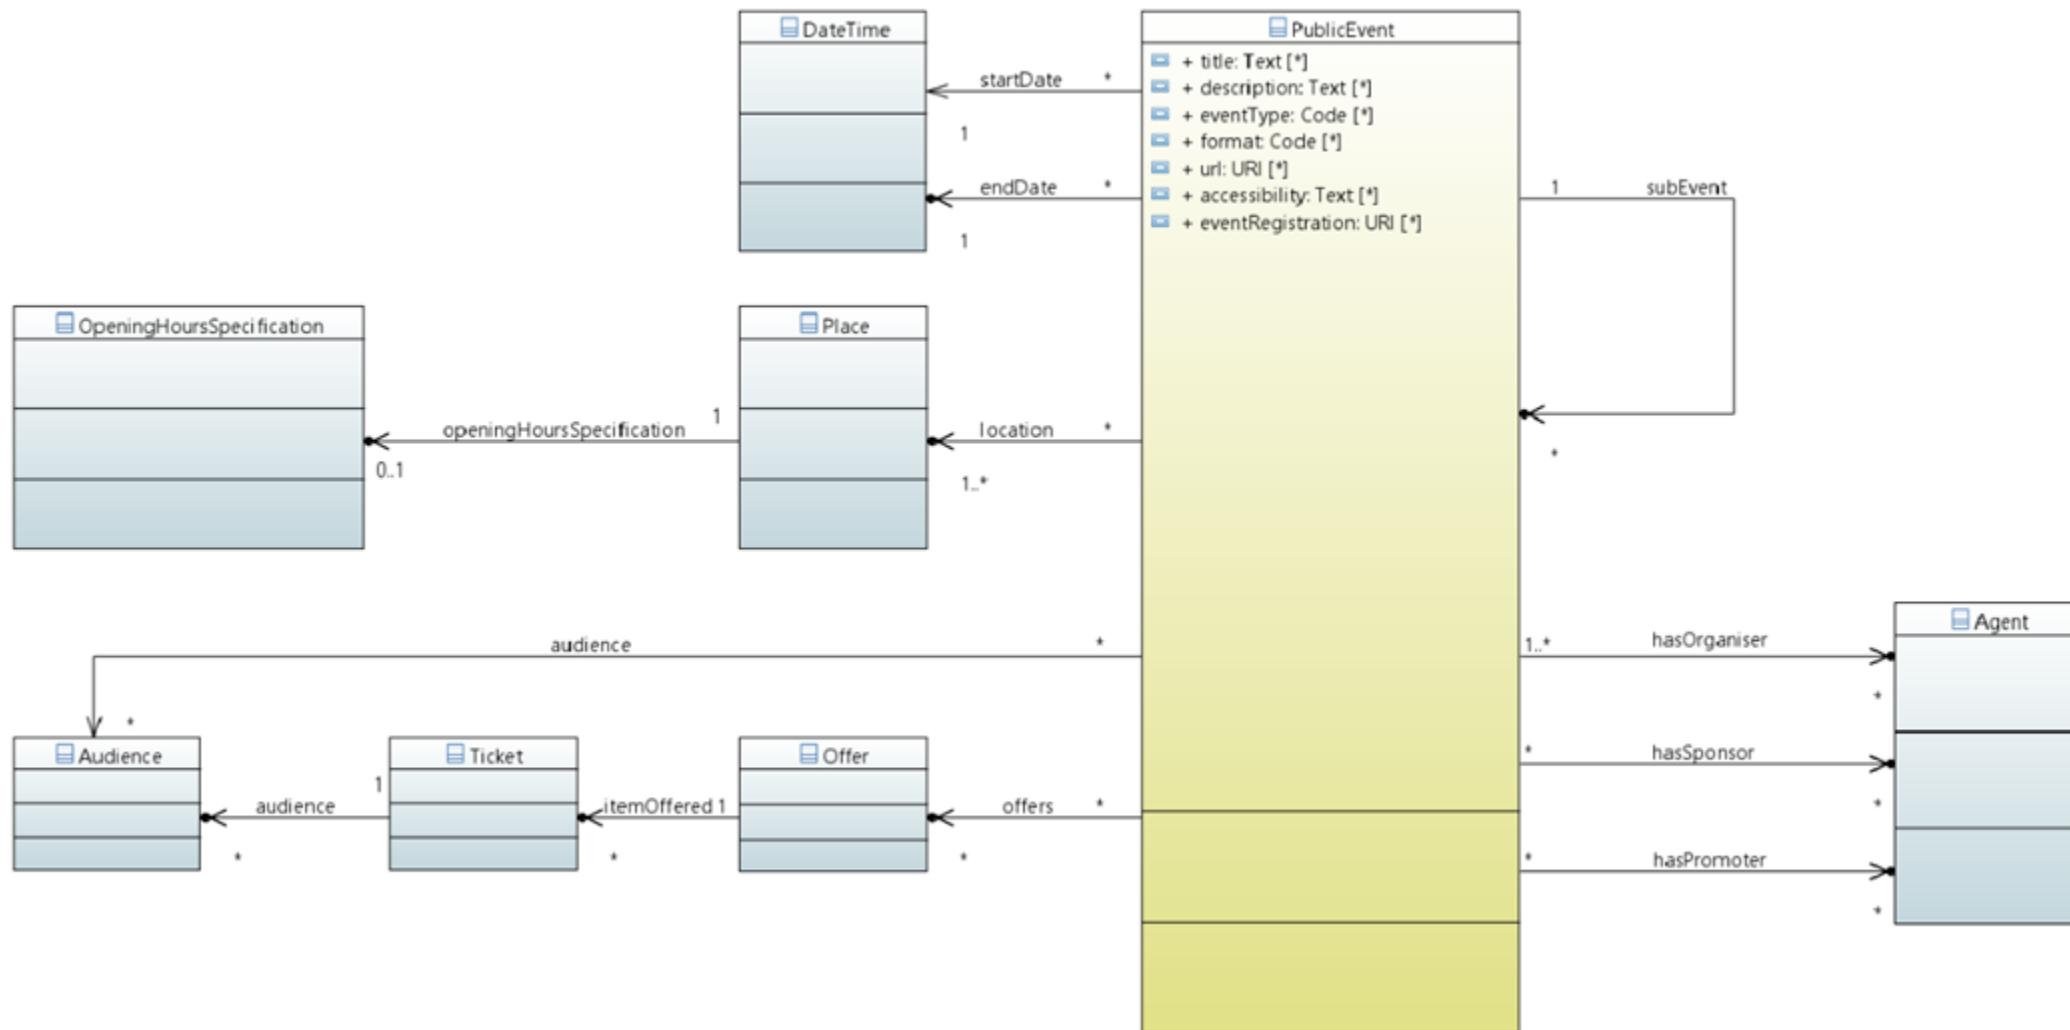 DateTime
PublicEvent
+ title: Text [*]
+ description: Text [*]
+ eventType: Code [*]
+ format: Code [*]
+ url: URI [*]
+ accessibility: Text [*]
+ eventRegistration: URI [*]
startDate *
1
endDate *
1
1 subEvent
*
OpeningHoursSpecification
Place
openingHoursSpecification 1
0..1
location *
1..*
audience *
*
1..* hasOrganiser
*
* hasSponsor
*
* hasPromoter
*
Agent
Audience
Ticket
Offer
audience 1
*
itemOffered 1
*
offers *
*